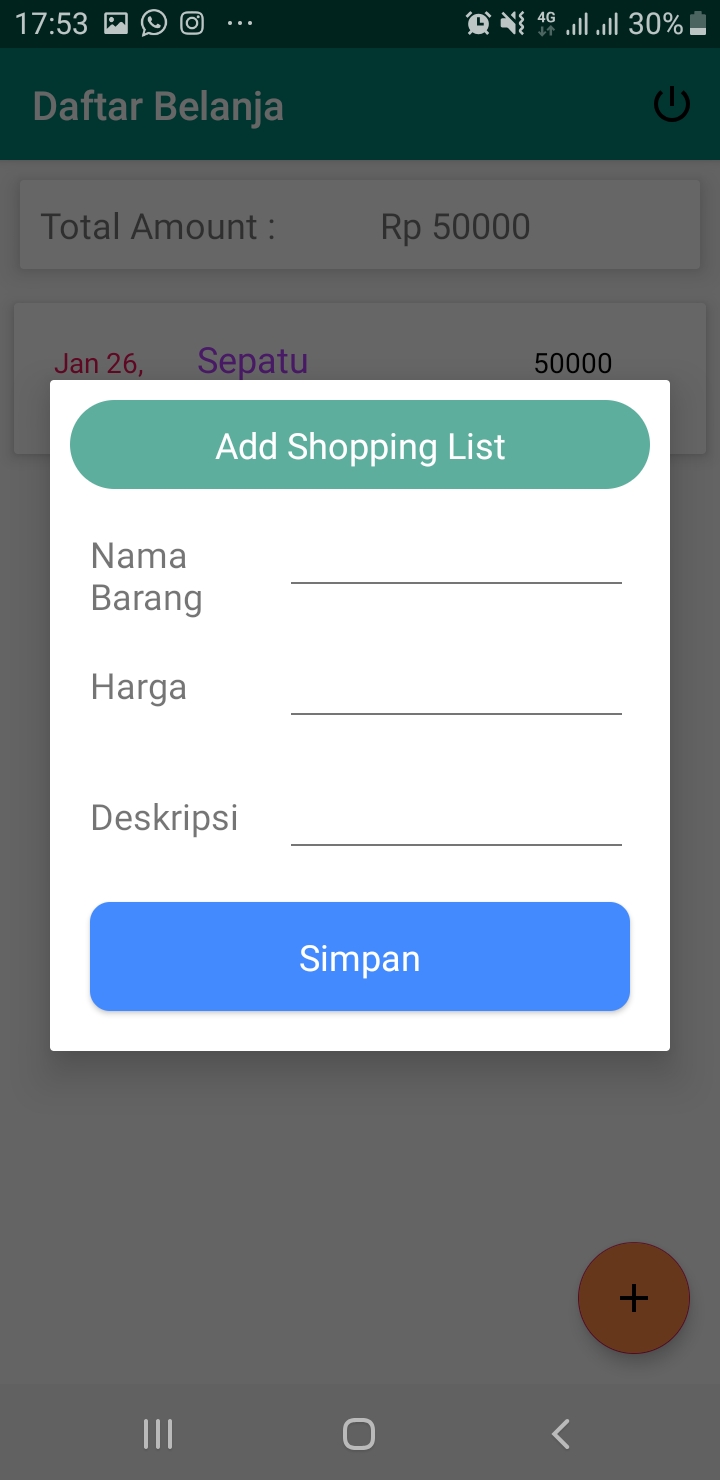 17:53 4G 30%
Daftar Belanja
Total Amount : Rp 50000
Jan 26, Sepatu 50000
Add Shopping List
Nama
Barang
Harga
Deskripsi
Simpan